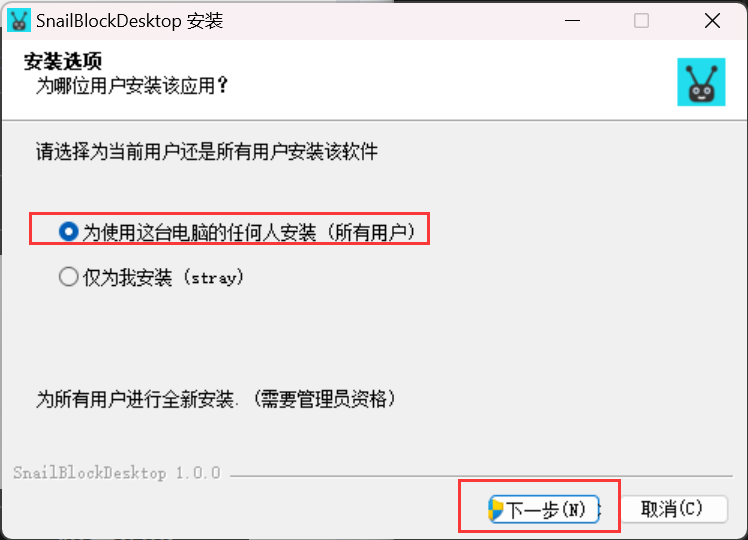 SnailBlockDesktop 安装
安装选项
为哪位用户安装该应用？
请选择为当前用户还是所有用户安装该软件
为使用这台电脑的任何人安装（所有用户）
仅为我安装（stray）
为所有用户进行全新安装.（需要管理员资格）
SnailBlockDesktop 1.0.0
下一步(N)
取消(C)